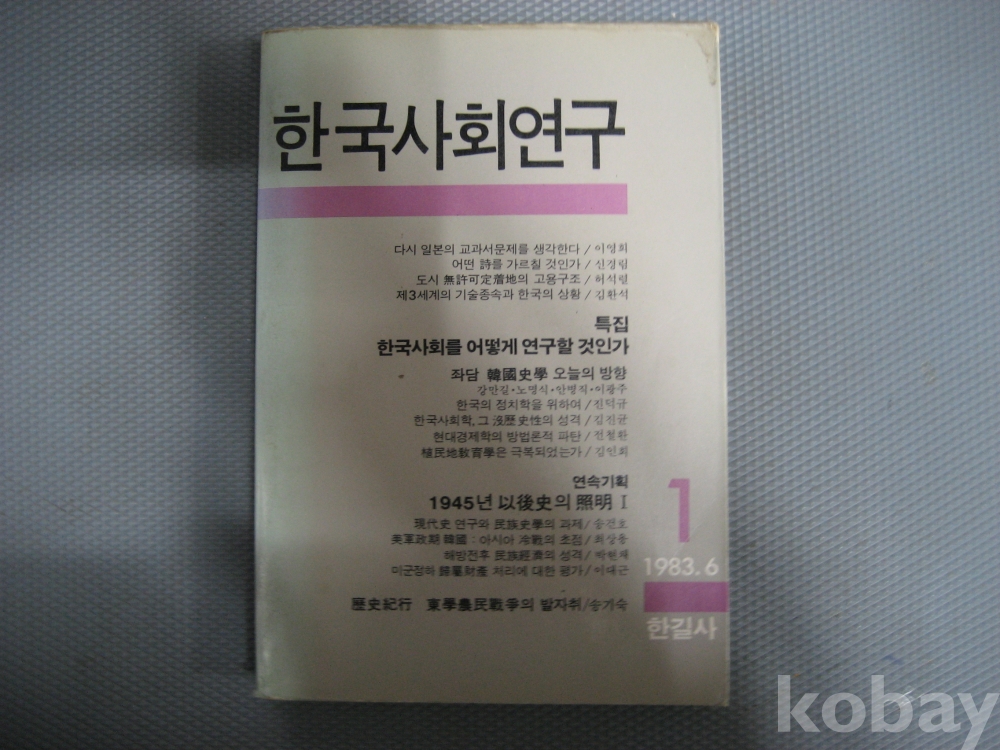 한국사회연구
다시 일본의 교과서문제를 생각한다 / 이영희
어떤 詩를 가르칠 것인가 / 신경림
도시 無許可定着地의 고용구조 / 허석렬
제3세계의 기술종속과 한국의 상황 / 김환석
특집
한국사회를 어떻게 연구할 것인가
좌담 韓國史學 오늘의 방향
강만길·노명식·안병직·이광주
한국의 정치학을 위하여 / 진덕규
한국사회학, 그 沒歷史性의 성격 / 김진균
현대경제학의 방법론적 파탄 / 전철환
植民地敎育學은 극복되었는가 / 김인회
연속기획
1945년 以後史의 照明 I
現代史 연구와 民族史學의 과제 / 송건호
美軍政期 韓國 : 아시아 冷戰의 초점 / 최상룡
해방전후 民族經濟의 성격 / 박현채
미군정하 歸屬財産 처리에 대한 평가 / 이대근
歷史紀行 東學農民戰爭의 발자취 / 송기숙
1
1983.6
한길사
kobay